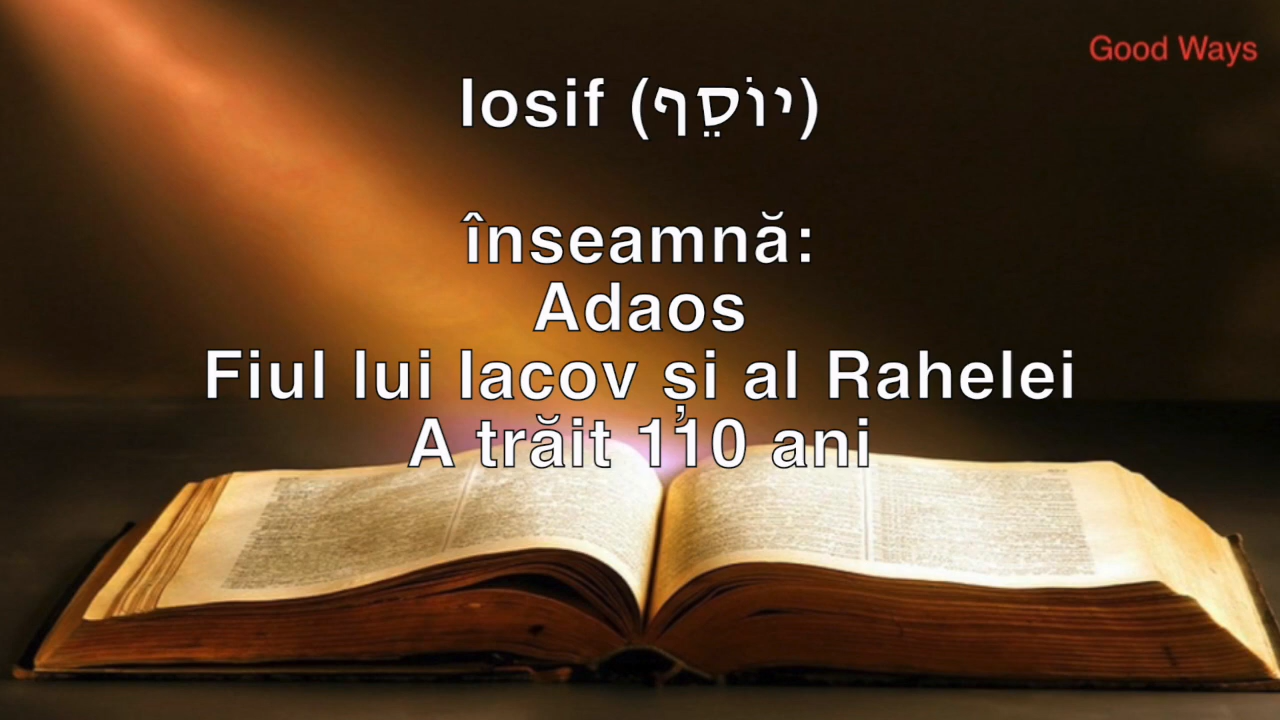 Good Ways
Iosif (יוֹסֵף)
înseamnă:
Adaos
Fiul lui Iacov și al Rahelei
A trăit 110 ani